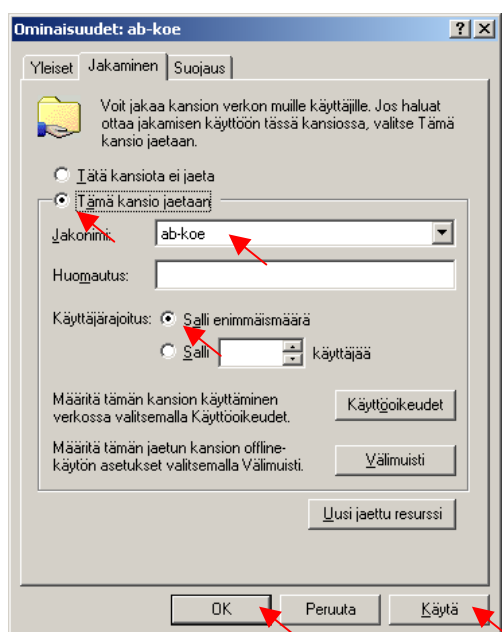 Ominaisuudet: ab-koe
Yleiset Jakaminen Suojaus
Voit jakaa kansion verkon muille käyttäjille. Jos haluat
ottaa jakamisen käyttöön tässä kansiossa, valitse Tämä
kansio jaetaan.
Tätä kansiota ei jaeta
Tämä kansio jaetaan
Jakonimi: ab-koe
Huomautus:
Käyttäjärajoitus: Salli enimmäismäärä
Salli käyttäjää
Määritä tämän kansion käyttäminen
verkossa valitsemalla Käyttöoikeudet.
Käyttöoikeudet
Määritä tämän jaetun kansion offline-
käytön asetukset valitsemalla Välimuisti.
Välimuisti
Uusi jaettu resurssi
OK Peruuta Käytä